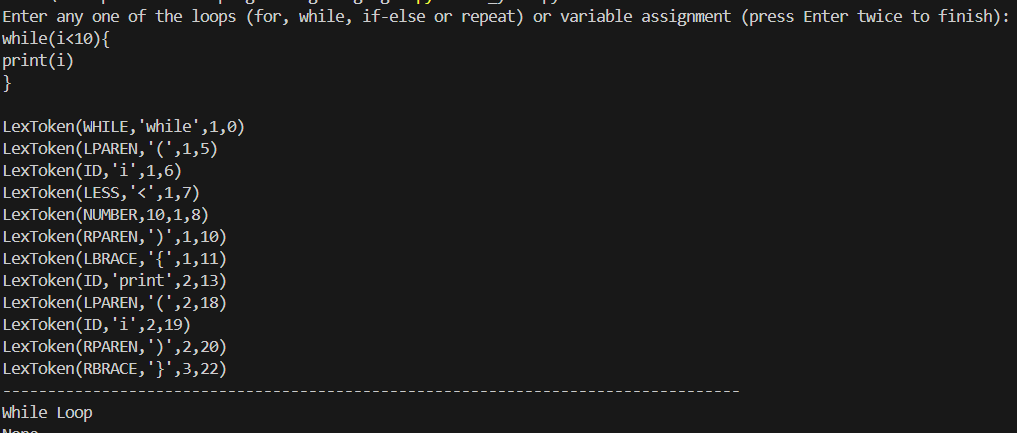 Enter any one of the loops (for, while, if-else or repeat) or variable assignment (press Enter twice to finish):
while(i<10){
print(i)
}
LexToken(WHILE,'while',1,0)
LexToken(LPAREN,'(',1,5)
LexToken(ID,'i',1,6)
LexToken(LESS,'<',1,7)
LexToken(NUMBER,10,1,8)
LexToken(RPAREN,')',1,10)
LexToken(LBRACE,'{',1,11)
LexToken(ID,'print',2,13)
LexToken(LPAREN,'(',2,18)
LexToken(ID,'i',2,19)
LexToken(RPAREN,')',2,20)
LexToken(RBRACE,'}',3,22)
----------------------------------------------------------------------------------
While Loop
None